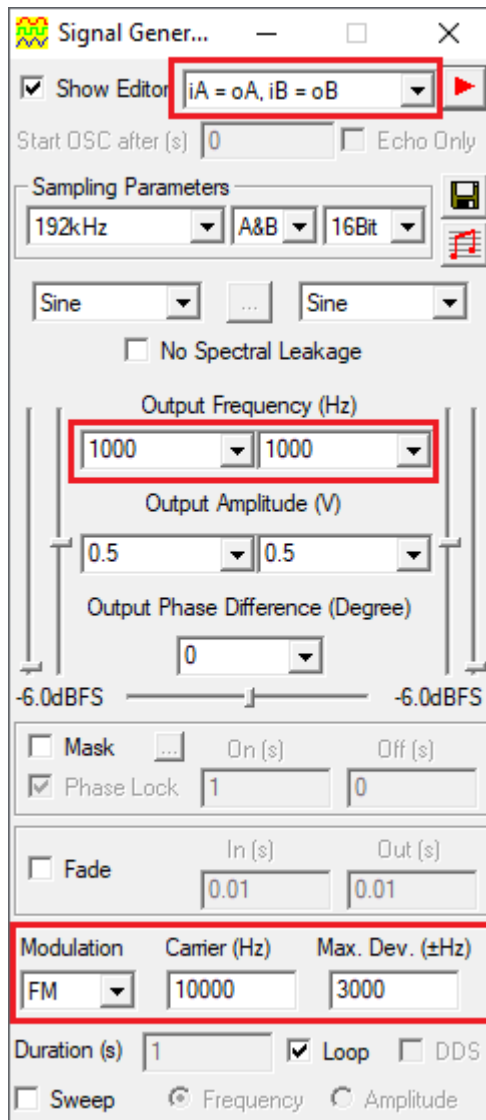 Signal Gener...
Show Editor iA = oA, iB = oB
Start OSC after (s) 0 Echo Only
Sampling Parameters
192kHz A&B 16Bit
Sine ... Sine
No Spectral Leakage
Output Frequency (Hz)
1000 1000
Output Amplitude (V)
0.5 0.5
Output Phase Difference (Degree)
0
-6.0dBFS -6.0dBFS
Mask ... On (s) Off (s)
Phase Lock 1 0
In (s) Out (s)
Fade
0.01 0.01
Modulation Carrier (Hz) Max. Dev. (±Hz)
FM 10000 3000
Duration (s) 1 Loop DDS
Sweep Frequency Amplitude